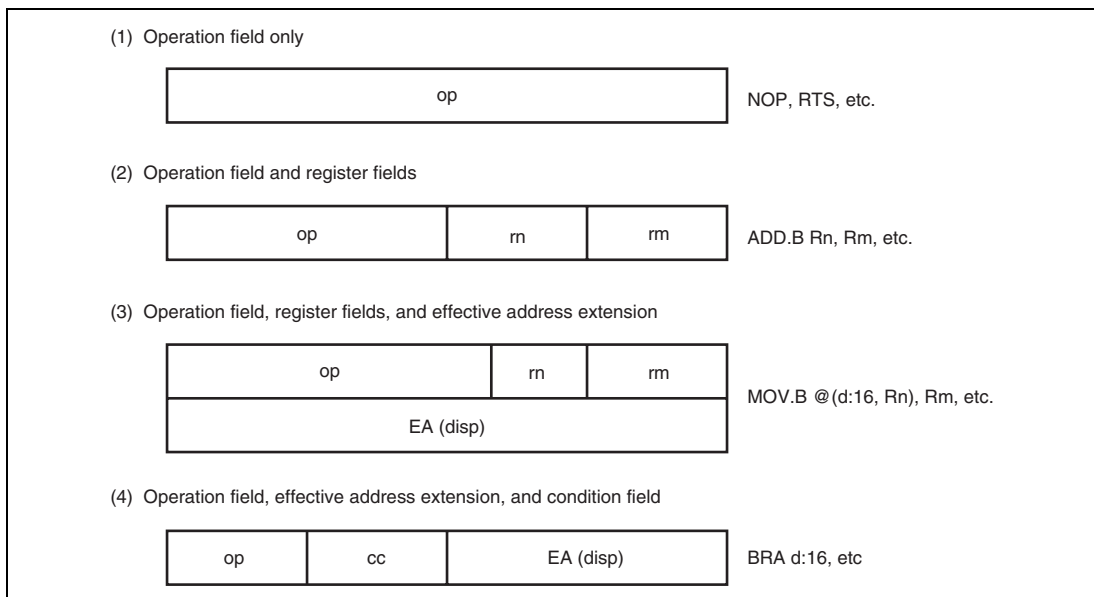 (1) Operation field only
op
NOP, RTS, etc.
(2) Operation field and register fields
op rn rm
ADD.B Rn, Rm, etc.
(3) Operation field, register fields, and effective address extension
op rn rm
EA (disp)
MOV.B @(d:16, Rn), Rm, etc.
(4) Operation field, effective address extension, and condition field
op cc EA (disp)
BRA d:16, etc